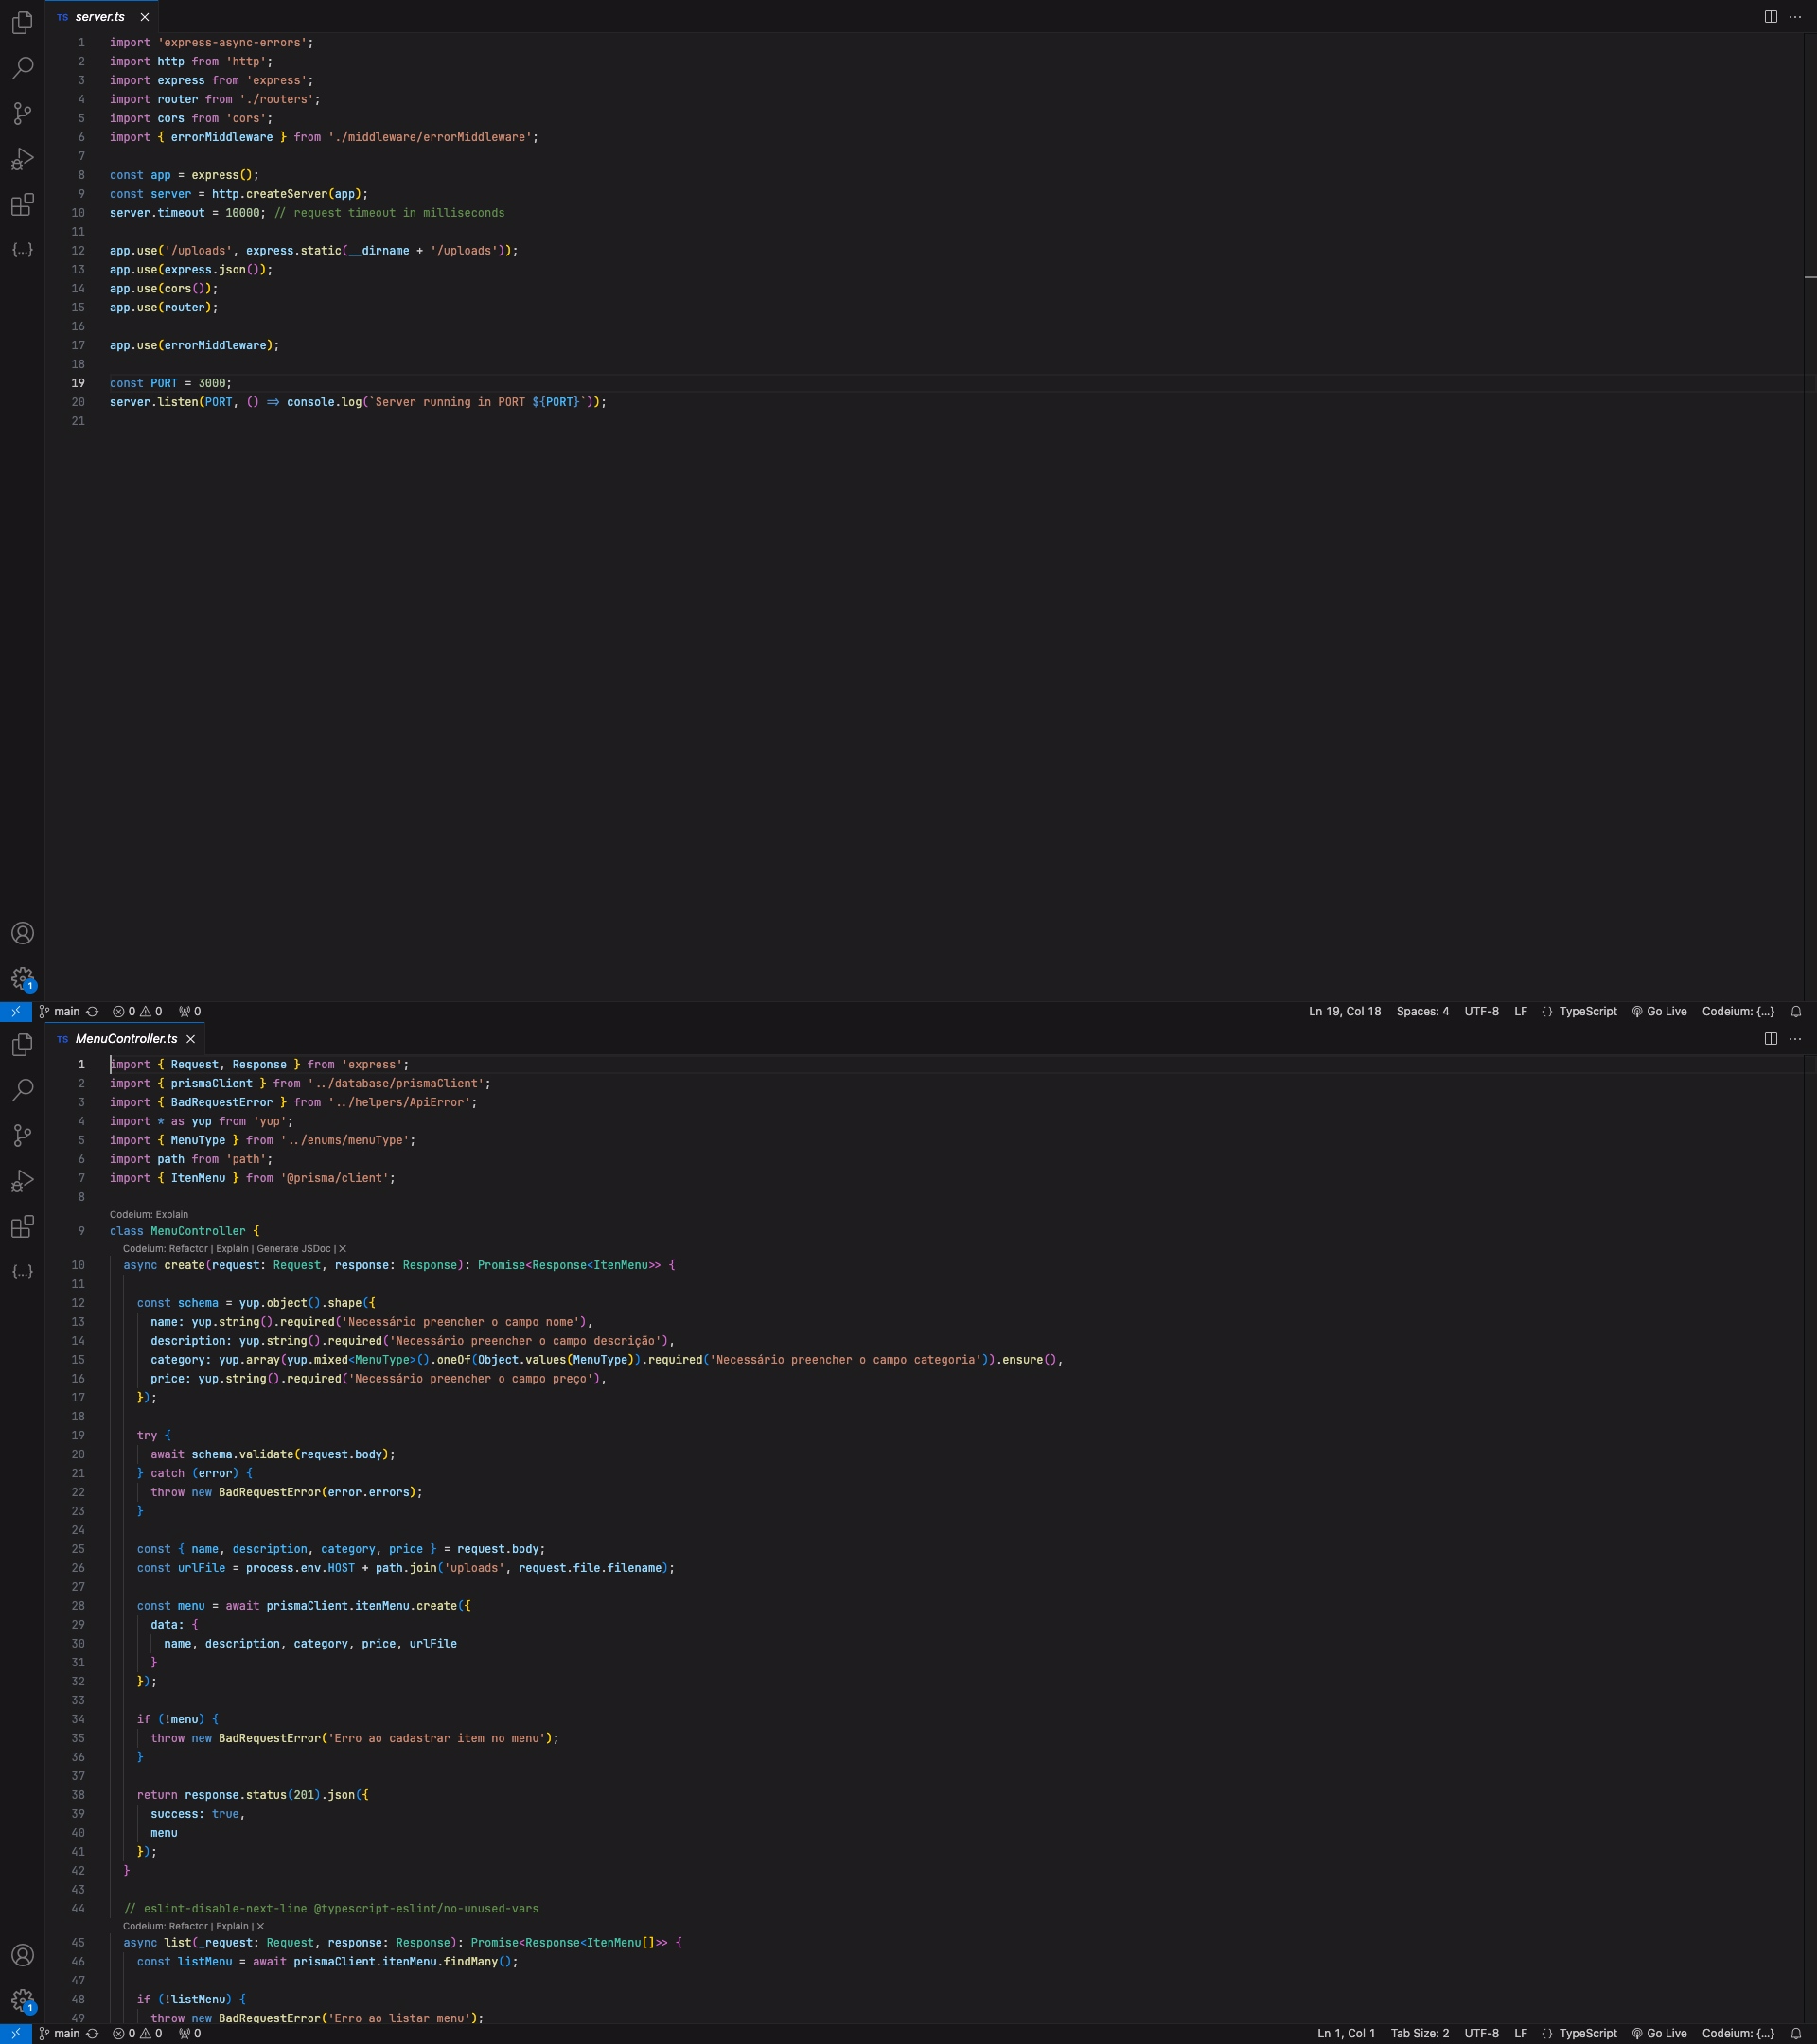 TS server.ts
1 import 'express-async-errors';
2 import http from 'http';
3 import express from 'express';
4 import router from './routers';
5 import cors from 'cors';
6 import { errorMiddleware } from './middleware/errorMiddleware';
7
8 const app = express();
9 const server = http.createServer(app);
10 server.timeout = 10000; // request timeout in milliseconds
11
12 app.use('/uploads', express.static(__dirname + '/uploads'));
13 app.use(express.json());
14 app.use(cors());
15 app.use(router);
16
17 app.use(errorMiddleware);
18
19 const PORT = 3000;
20 server.listen(PORT, () => console.log(`Server running in PORT ${PORT}`));
21
1
main 0 0 0 Ln 19, Col 18 Spaces: 4 UTF-8 LF {} TypeScript Go Live Codeium: {...}
TS MenuController.ts
1 import { Request, Response } from 'express';
2 import { prismaClient } from '../database/prismaClient';
3 import { BadRequestError } from '../helpers/ApiError';
4 import * as yup from 'yup';
5 import { MenuType } from '../enums/menuType';
6 import path from 'path';
7 import { ItenMenu } from '@prisma/client';
8
Codeium: Explain
9 class MenuController {
Codeium: Refactor | Explain | Generate JSDoc | X
10 async create(request: Request, response: Response): Promise<Response<ItenMenu>> {
11
12 const schema = yup.object().shape({
13 name: yup.string().required('Necessário preencher o campo nome'),
14 description: yup.string().required('Necessário preencher o campo descrição'),
15 category: yup.array(yup.mixed<MenuType>().oneOf(Object.values(MenuType)).required('Necessário preencher o campo categoria')).ensure(),
16 price: yup.string().required('Necessário preencher o campo preço'),
17 });
18
19 try {
20 await schema.validate(request.body);
21 } catch (error) {
22 throw new BadRequestError(error.errors);
23 }
24
25 const { name, description, category, price } = request.body;
26 const urlFile = process.env.HOST + path.join('uploads', request.file.filename);
27
28 const menu = await prismaClient.itenMenu.create({
29 data: {
30 name, description, category, price, urlFile
31 }
32 });
33
34 if (!menu) {
35 throw new BadRequestError('Erro ao cadastrar item no menu');
36 }
37
38 return response.status(201).json({
39 success: true,
40 menu
41 });
42 }
43
44 // eslint-disable-next-line @typescript-eslint/no-unused-vars
Codeium: Refactor | Explain | X
45 async list(_request: Request, response: Response): Promise<Response<ItenMenu[]>> {
46 const listMenu = await prismaClient.itenMenu.findMany();
47
48 if (!listMenu) {
49 throw new BadRequestError('Erro ao listar menu');
1
main 0 0 0 Ln 1, Col 1 Tab Size: 2 UTF-8 LF {} TypeScript Go Live Codeium: {...}